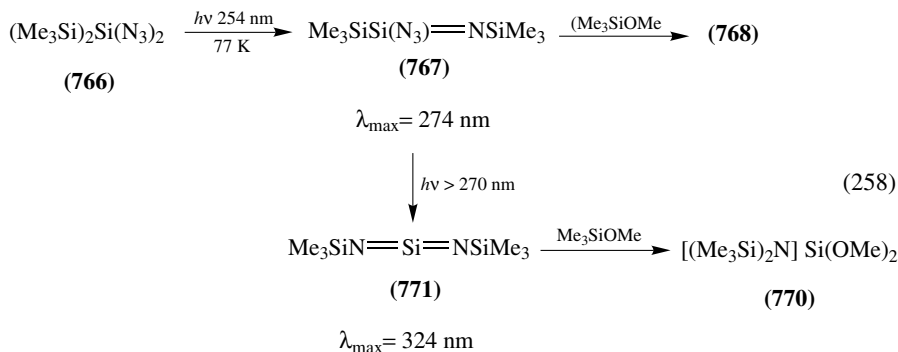 (Me₃Si)₂Si(N₃)₂ hν 254 nm 77 K Me₃SiSi(N₃)=NSiMe₃ (Me₃SiOMe (768)
(766) (767)
λmax= 274 nm
hν > 270 nm (258)
Me₃SiN=Si=NSiMe₃ Me₃SiOMe [(Me₃Si)₂N] Si(OMe)₂
(771) (770)
λmax= 324 nm